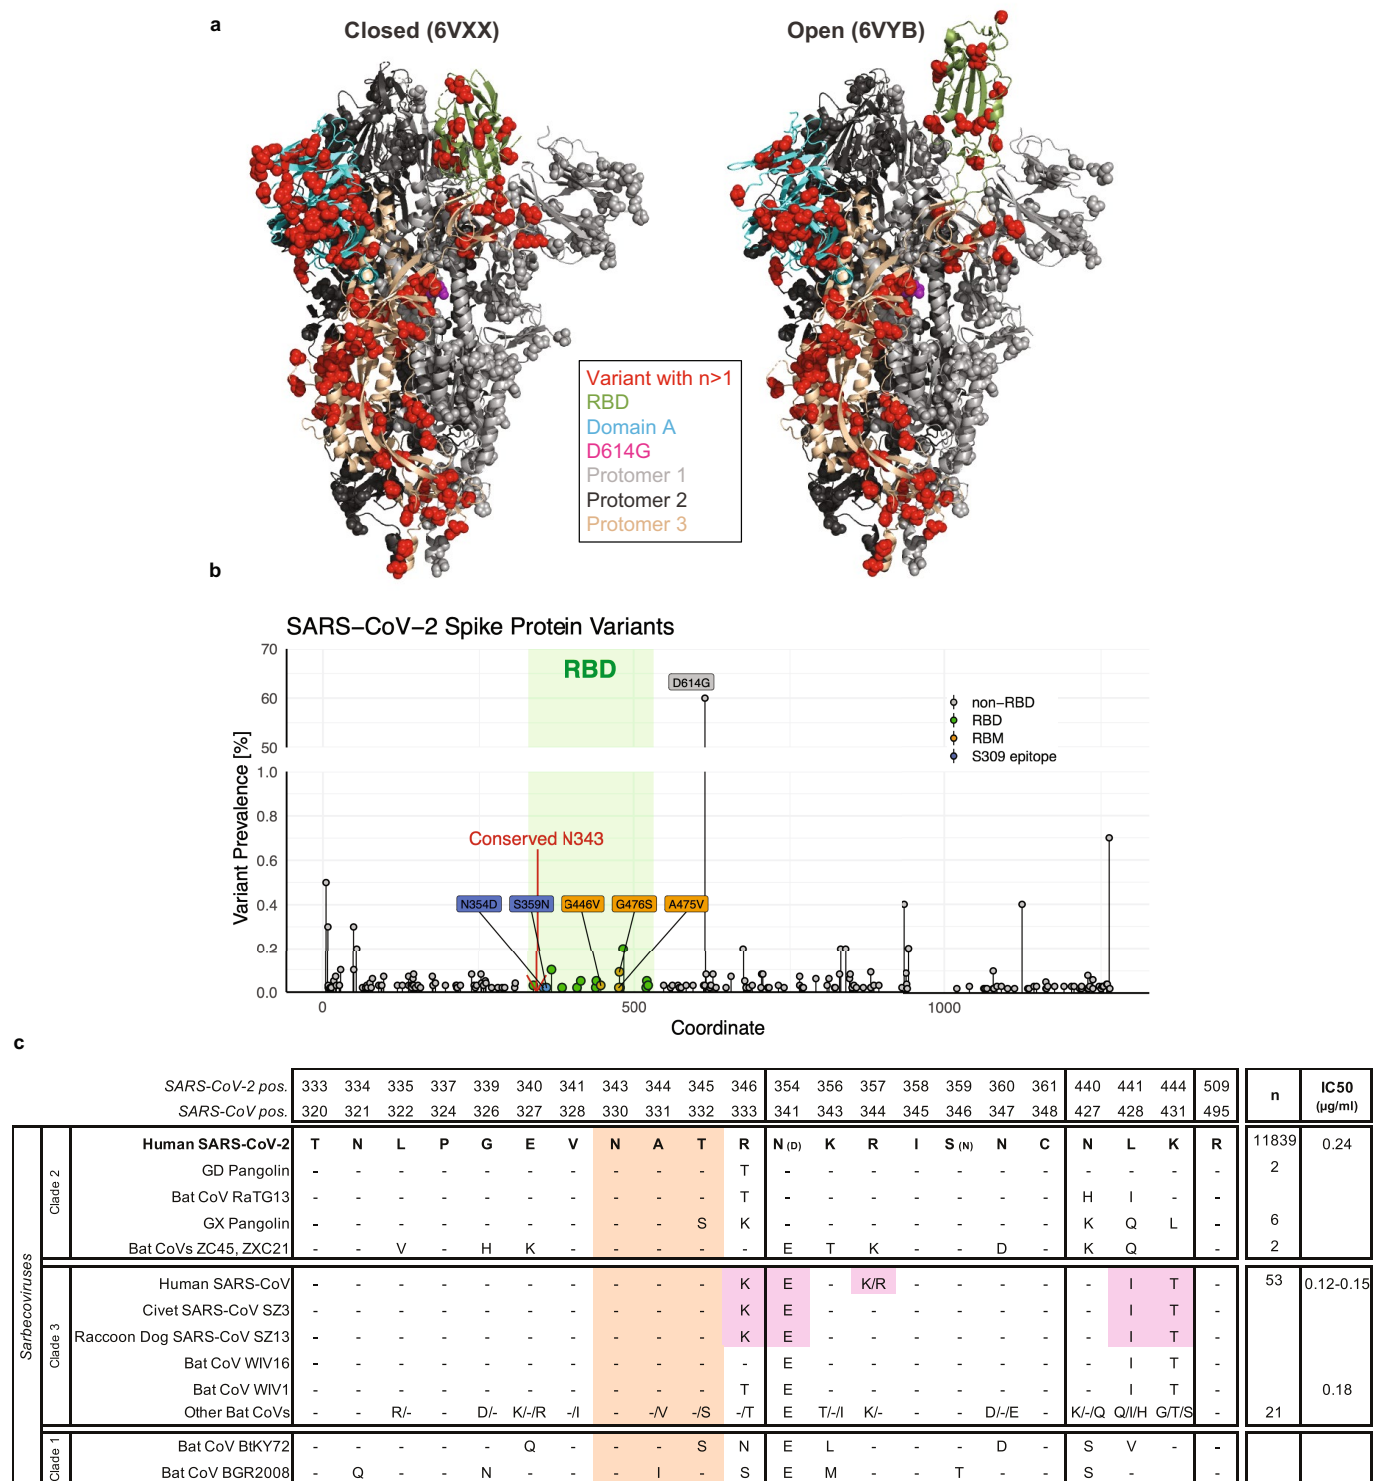 a
Closed (6VXX)
Open (6VYB)
Variant with n>1
RBD
Domain A
D614G
Protomer 1
Protomer 2
Protomer 3
b
SARS−CoV−2 Spike Protein Variants
RBD
D614G
non−RBD
RBD
RBM
S309 epitope
Conserved N343
N354D S359N G446V G476S A475V
Variant Prevalence [%]
70
60
50
1.0
0.8
0.6
0.4
0.2
0.0
0 500 1000
Coordinate
c
SARS-CoV-2 pos. 333 334 335 337 339 340 341 343 344 345 346 354 356 357 358 359 360 361 440 441 444 509 n IC50
SARS-CoV pos. 320 321 322 324 326 327 328 330 331 332 333 341 343 344 345 346 347 348 427 428 431 495 (µg/ml)
Sarbecoviruses
Clade 2
Human SARS-CoV-2 T N L P G E V N A T R N (D) K R I S (N) N C N L K R 11839 0.24
GD Pangolin - - - - - - - - - - T - - - - - - - - - - - 2
Bat CoV RaTG13 - - - - - - - - - - T - - - - - - - H I - -
GX Pangolin - - - - - - - - - S K - - - - - - - K Q L - 6
Bat CoVs ZC45, ZXC21 - - V - H K - - - - - E T K - - D - K Q - 2
Clade 3
Human SARS-CoV - - - - - - - - - - K E - K/R - - - - - I T - 53 0.12-0.15
Civet SARS-CoV SZ3 - - - - - - - - - - K E - - - - - - - I T -
Raccoon Dog SARS-CoV SZ13 - - - - - - - - - - K E - - - - - - - I T -
Bat CoV WIV16 - - - - - - - - - - - E - - - - - - - I T -
Bat CoV WIV1 - - - - - - - - - - T E - - - - - - - I T - 0.18
Other Bat CoVs - - R/- - D/- K/-/R -/I - -/V -/S -/T E T/-/I K/- - - D/-/E - K/-/Q Q/I/H G/T/S - 21
Clade 1
Bat CoV BtKY72 - - - - - Q - - - S N E L - - - D - S V - -
Bat CoV BGR2008 - Q - - N - - - I - S E M - - T - - S - -